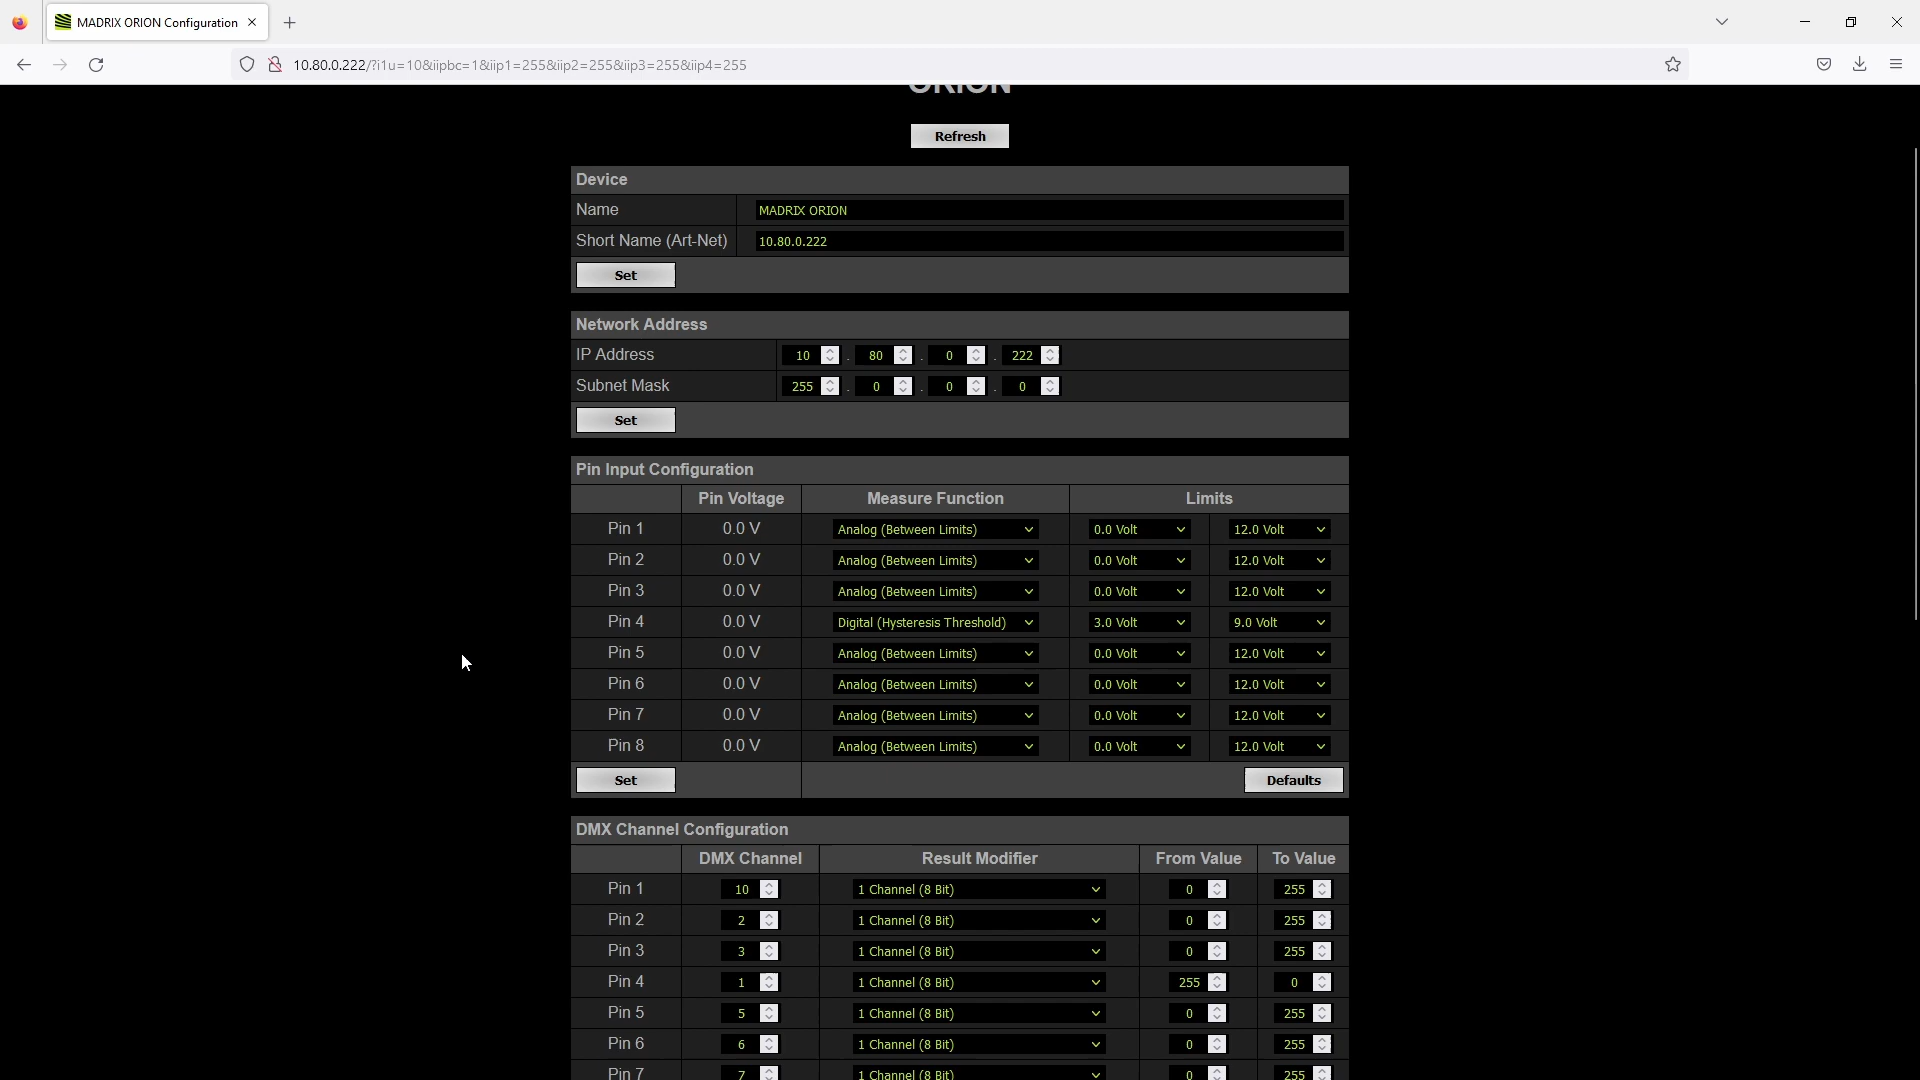 MADRIX ORION Configuration
10.80.0.222/?i1u=10&iipbc=1&iip1=255&iip2=255&iip3=255&iip4=255
ORION
Refresh
Device
Name MADRIX ORION
Short Name (Art-Net) 10.80.0.222
Set
Network Address
IP Address 10 . 80 . 0 . 222
Subnet Mask 255 . 0 . 0 . 0
Set
Pin Input Configuration
Pin Voltage Measure Function Limits
Pin 1 0.0 V Analog (Between Limits) 0.0 Volt 12.0 Volt
Pin 2 0.0 V Analog (Between Limits) 0.0 Volt 12.0 Volt
Pin 3 0.0 V Analog (Between Limits) 0.0 Volt 12.0 Volt
Pin 4 0.0 V Digital (Hysteresis Threshold) 3.0 Volt 9.0 Volt
Pin 5 0.0 V Analog (Between Limits) 0.0 Volt 12.0 Volt
Pin 6 0.0 V Analog (Between Limits) 0.0 Volt 12.0 Volt
Pin 7 0.0 V Analog (Between Limits) 0.0 Volt 12.0 Volt
Pin 8 0.0 V Analog (Between Limits) 0.0 Volt 12.0 Volt
Set Defaults
DMX Channel Configuration
DMX Channel Result Modifier From Value To Value
Pin 1 10 1 Channel (8 Bit) 0 255
Pin 2 2 1 Channel (8 Bit) 0 255
Pin 3 3 1 Channel (8 Bit) 0 255
Pin 4 1 1 Channel (8 Bit) 255 0
Pin 5 5 1 Channel (8 Bit) 0 255
Pin 6 6 1 Channel (8 Bit) 0 255
Pin 7 7 1 Channel (8 Bit) 0 255